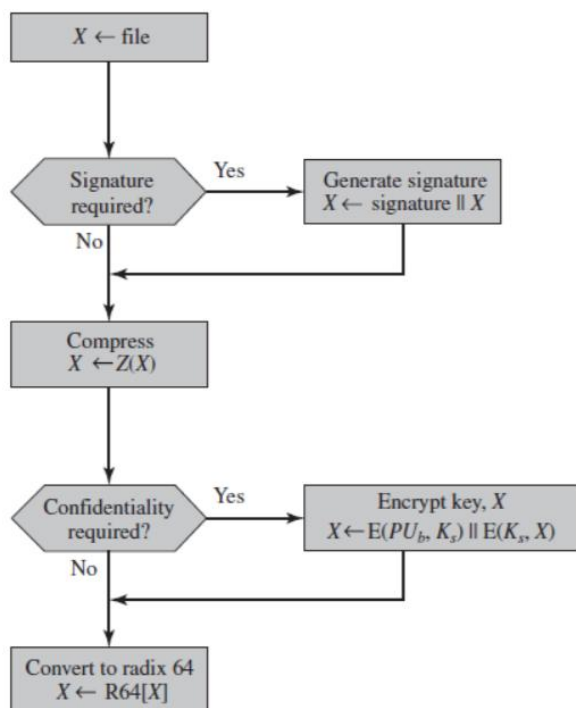 X ← file
Signature
required?
Yes
Generate signature
X ← signature || X
No
Compress
X ← Z(X)
Confidentiality
required?
Yes
Encrypt key, X
X ← E(PU_b, K_s) || E(K_s, X)
No
Convert to radix 64
X ← R64[X]